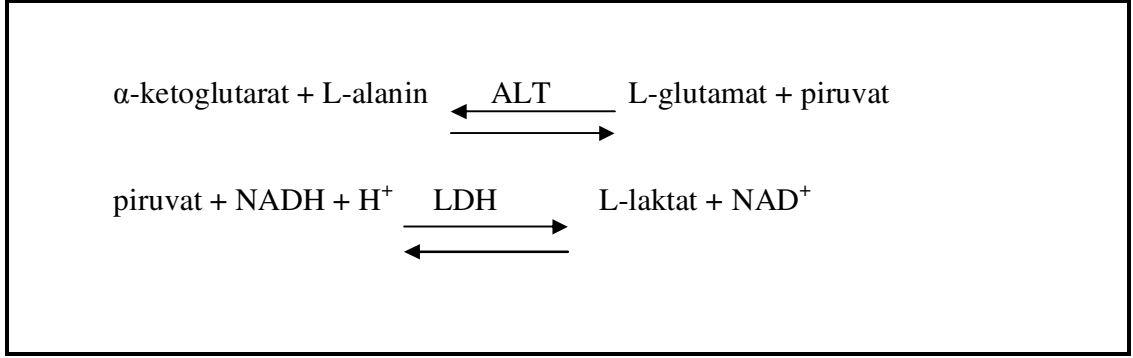 α-ketoglutarat + L-alanin ALT L-glutamat + piruvat
piruvat + NADH + H⁺ LDH L-laktat + NAD⁺